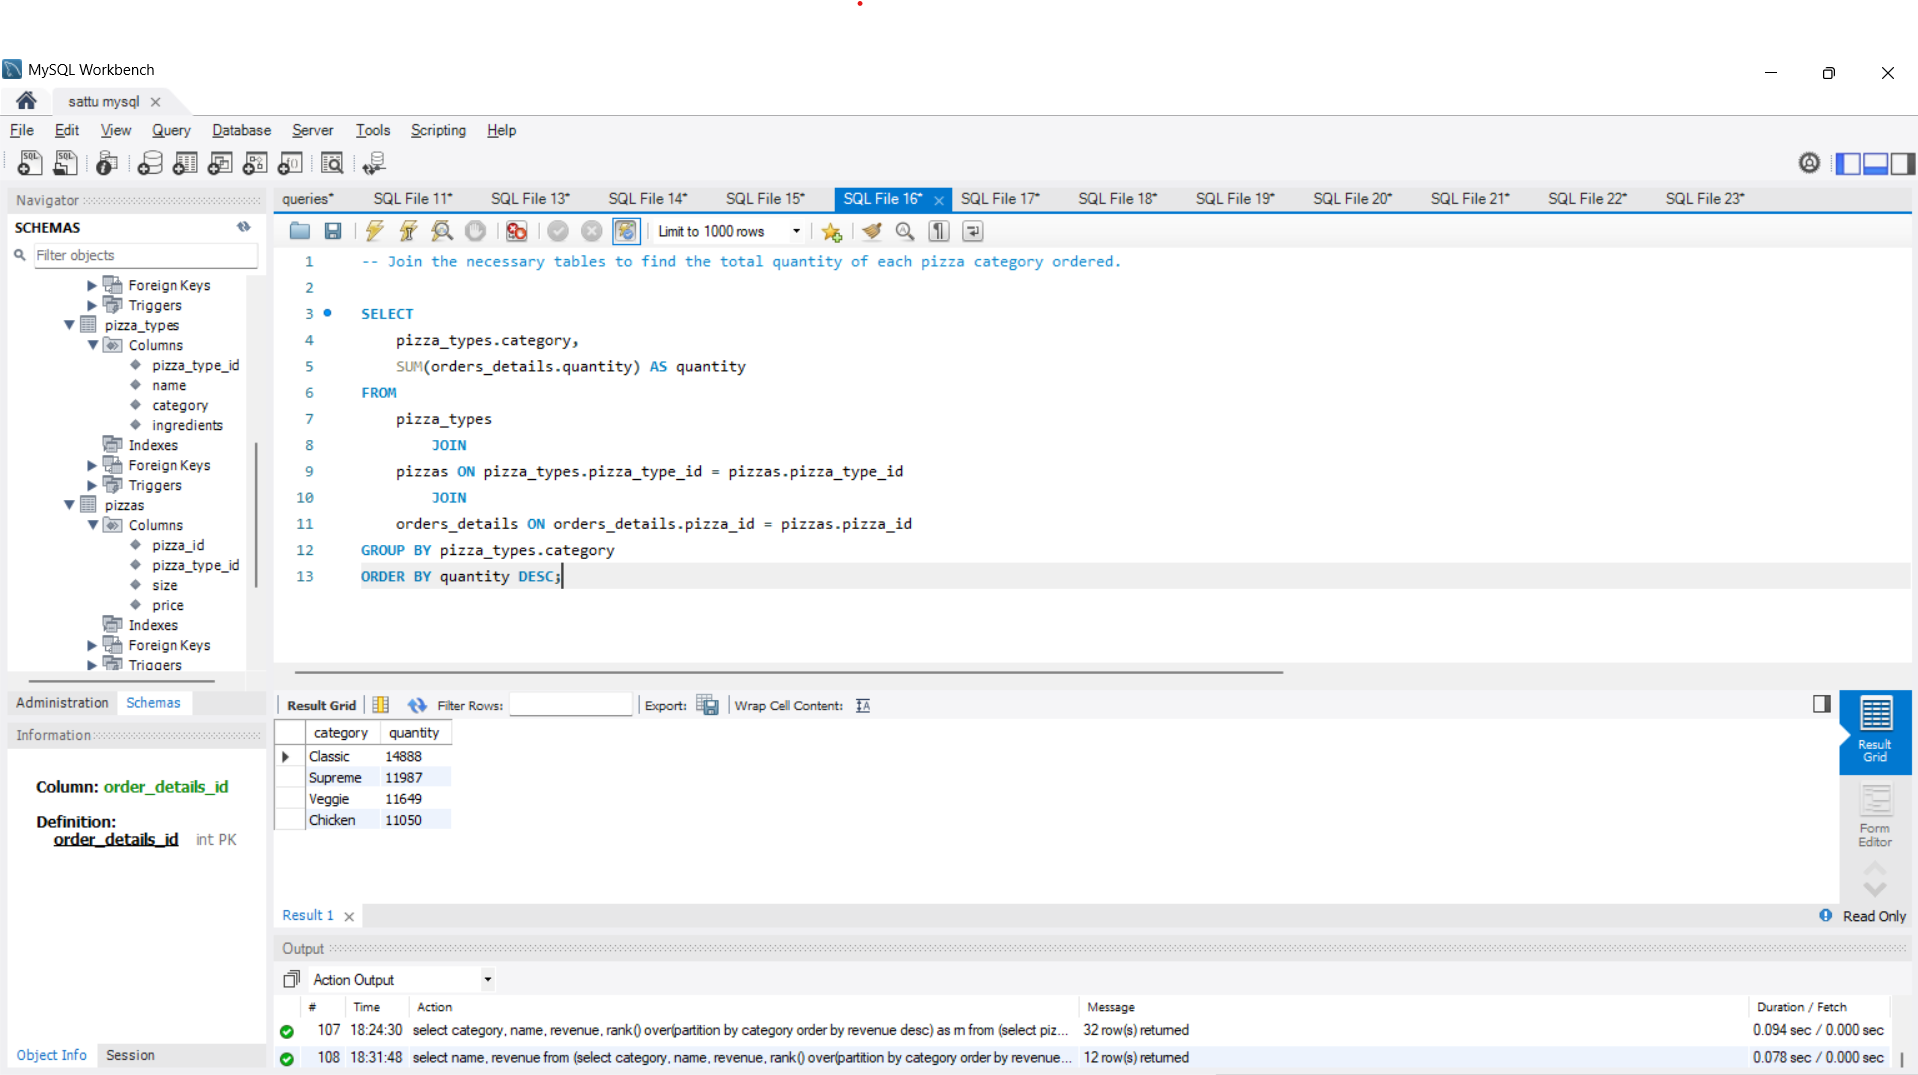 MySQL Workbench
sattu mysql
File Edit View Query Database Server Tools Scripting Help
Navigator
queries* SQL File 11* SQL File 13* SQL File 14* SQL File 15* SQL File 16* SQL File 17* SQL File 18* SQL File 19* SQL File 20* SQL File 21* SQL File 22* SQL File 23*
SCHEMAS
Filter objects
Foreign Keys
Triggers
pizza_types
Columns
pizza_type_id
name
category
ingredients
Indexes
Foreign Keys
Triggers
pizzas
Columns
pizza_id
pizza_type_id
size
price
Indexes
Foreign Keys
Triggers
Administration Schemas
Information
Column: order_details_id
Definition:
order_details_id int PK
Object Info Session
Limit to 1000 rows
1 -- Join the necessary tables to find the total quantity of each pizza category ordered.
2
3 SELECT
4 pizza_types.category,
5 SUM(orders_details.quantity) AS quantity
6 FROM
7 pizza_types
8 JOIN
9 pizzas ON pizza_types.pizza_type_id = pizzas.pizza_type_id
10 JOIN
11 orders_details ON orders_details.pizza_id = pizzas.pizza_id
12 GROUP BY pizza_types.category
13 ORDER BY quantity DESC;
Result Grid Filter Rows: Export: Wrap Cell Content:
category quantity
Classic 14888
Supreme 11987
Veggie 11649
Chicken 11050
Result
Grid
Form
Editor
Result 1
Read Only
Output
Action Output
# Time Action Message Duration / Fetch
107 18:24:30 select category, name, revenue, rank() over(partition by category order by revenue desc) as rn from (select piz... 32 row(s) returned 0.094 sec / 0.000 sec
108 18:31:48 select name, revenue from (select category, name, revenue, rank() over(partition by category order by revenue... 12 row(s) returned 0.078 sec / 0.000 sec